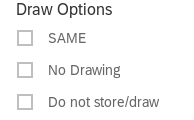 Draw Options
SAME
No Drawing
Do not store/draw